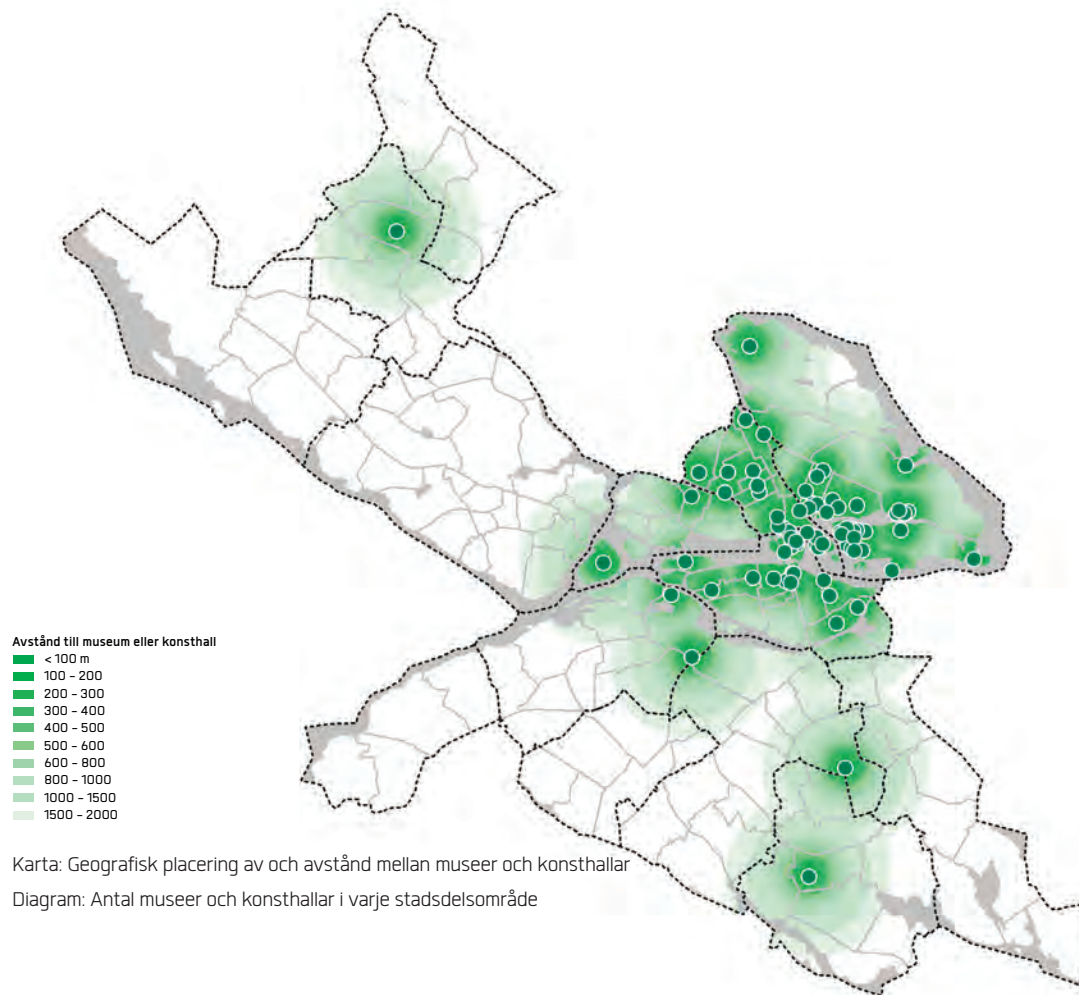 Avstånd till museum eller konsthall
< 100 m
100 – 200
200 – 300
300 – 400
400 – 500
500 – 600
600 – 800
800 – 1000
1000 – 1500
1500 – 2000
Karta: Geografisk placering av och avstånd mellan museer och konsthallar
Diagram: Antal museer och konsthallar i varje stadsdelsområde